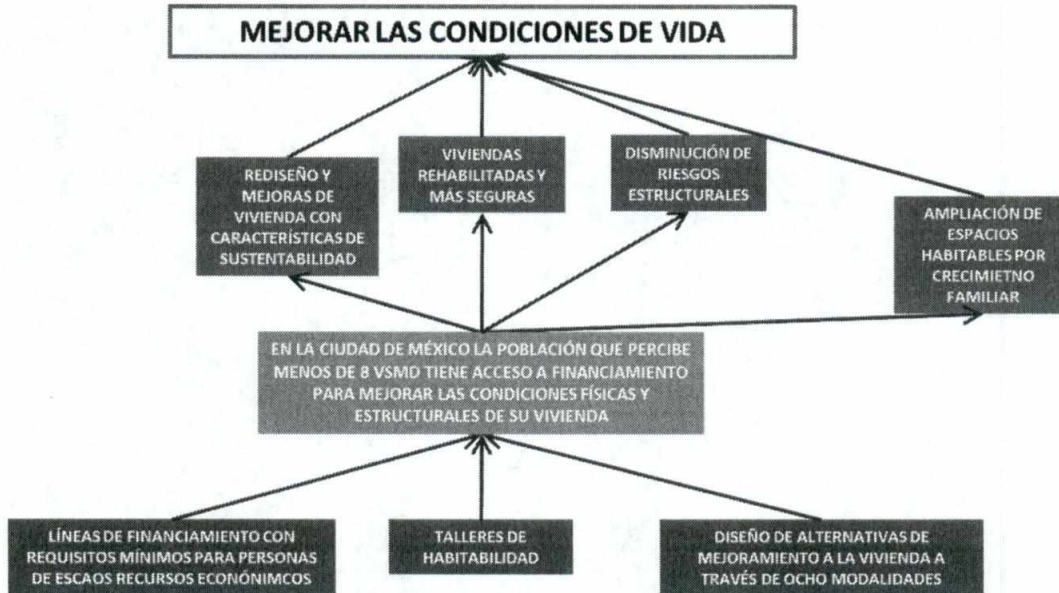 MEJORAR LAS CONDICIONES DE VIDA
REDISEÑO Y
MEJORAS DE
VIVIENDA CON
CARACTERÍSTICAS DE
SUSTENTABILIDAD
VIVIENDAS
REHABILITADAS Y
MÁS SEGURAS
DISMINUCIÓN DE
RIESGOS
ESTRUCTURALES
AMPLIACIÓN DE
ESPACIOS
HABITABLES POR
CRECIMIETNO
FAMILIAR
EN LA CIUDAD DE MÉXICO LA POBLACIÓN QUE PERCIBE
MENOS DE 8 VSMD TIENE ACCESO A FINANCIAMIENTO
PARA MEJORAR LAS CONDICIONES FÍSICAS Y
ESTRUCTURALES DE SU VIVIENDA
LÍNEAS DE FINANCIAMIENTO CON
REQUISITOS MÍNIMOS PARA PERSONAS
DE ESCAOS RECURSOS ECONÓNIMCOS
TALLERES DE
HABITABILIDAD
DISEÑO DE ALTERNATIVAS DE
MEJORAMIENTO A LA VIVIENDA A
TRAVÉS DE OCHO MODALIDADES